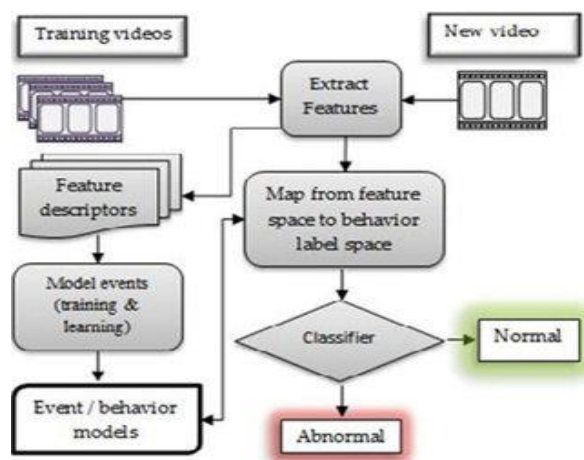 Training videos
New video
Extract
Features
Feature
descriptors
Map from feature
space to behavior
label space
Model events
(training &
learning)
Classifier
Normal
Event / behavior
models
Abnormal